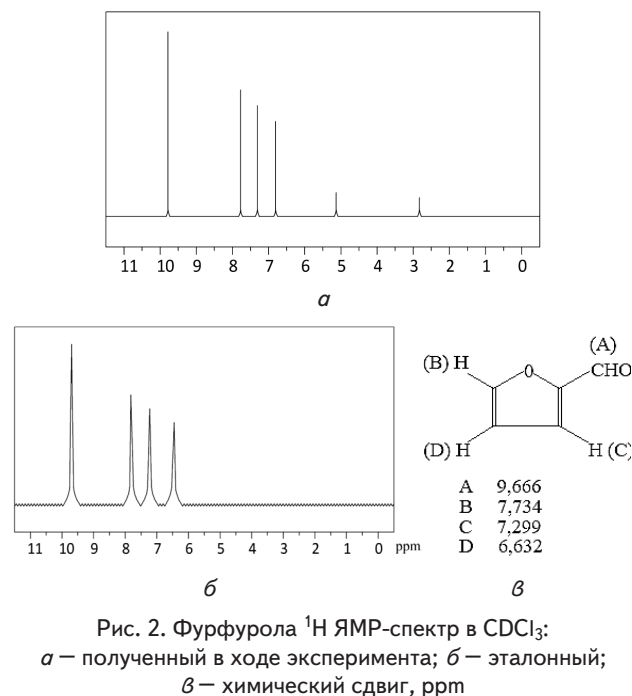 11 10 9 8 7 6 5 4 3 2 1 0
а
11 10 9 8 7 6 5 4 3 2 1 0 ppm
б
(A)
(B) H
O
CHO
(D) H
H (C)
A 9,666
B 7,734
C 7,299
D 6,632
в
Рис. 2. Фурфурола ¹H ЯМР-спектр в CDCl₃:
а — полученный в ходе эксперимента; б — эталонный;
в — химический сдвиг, ppm